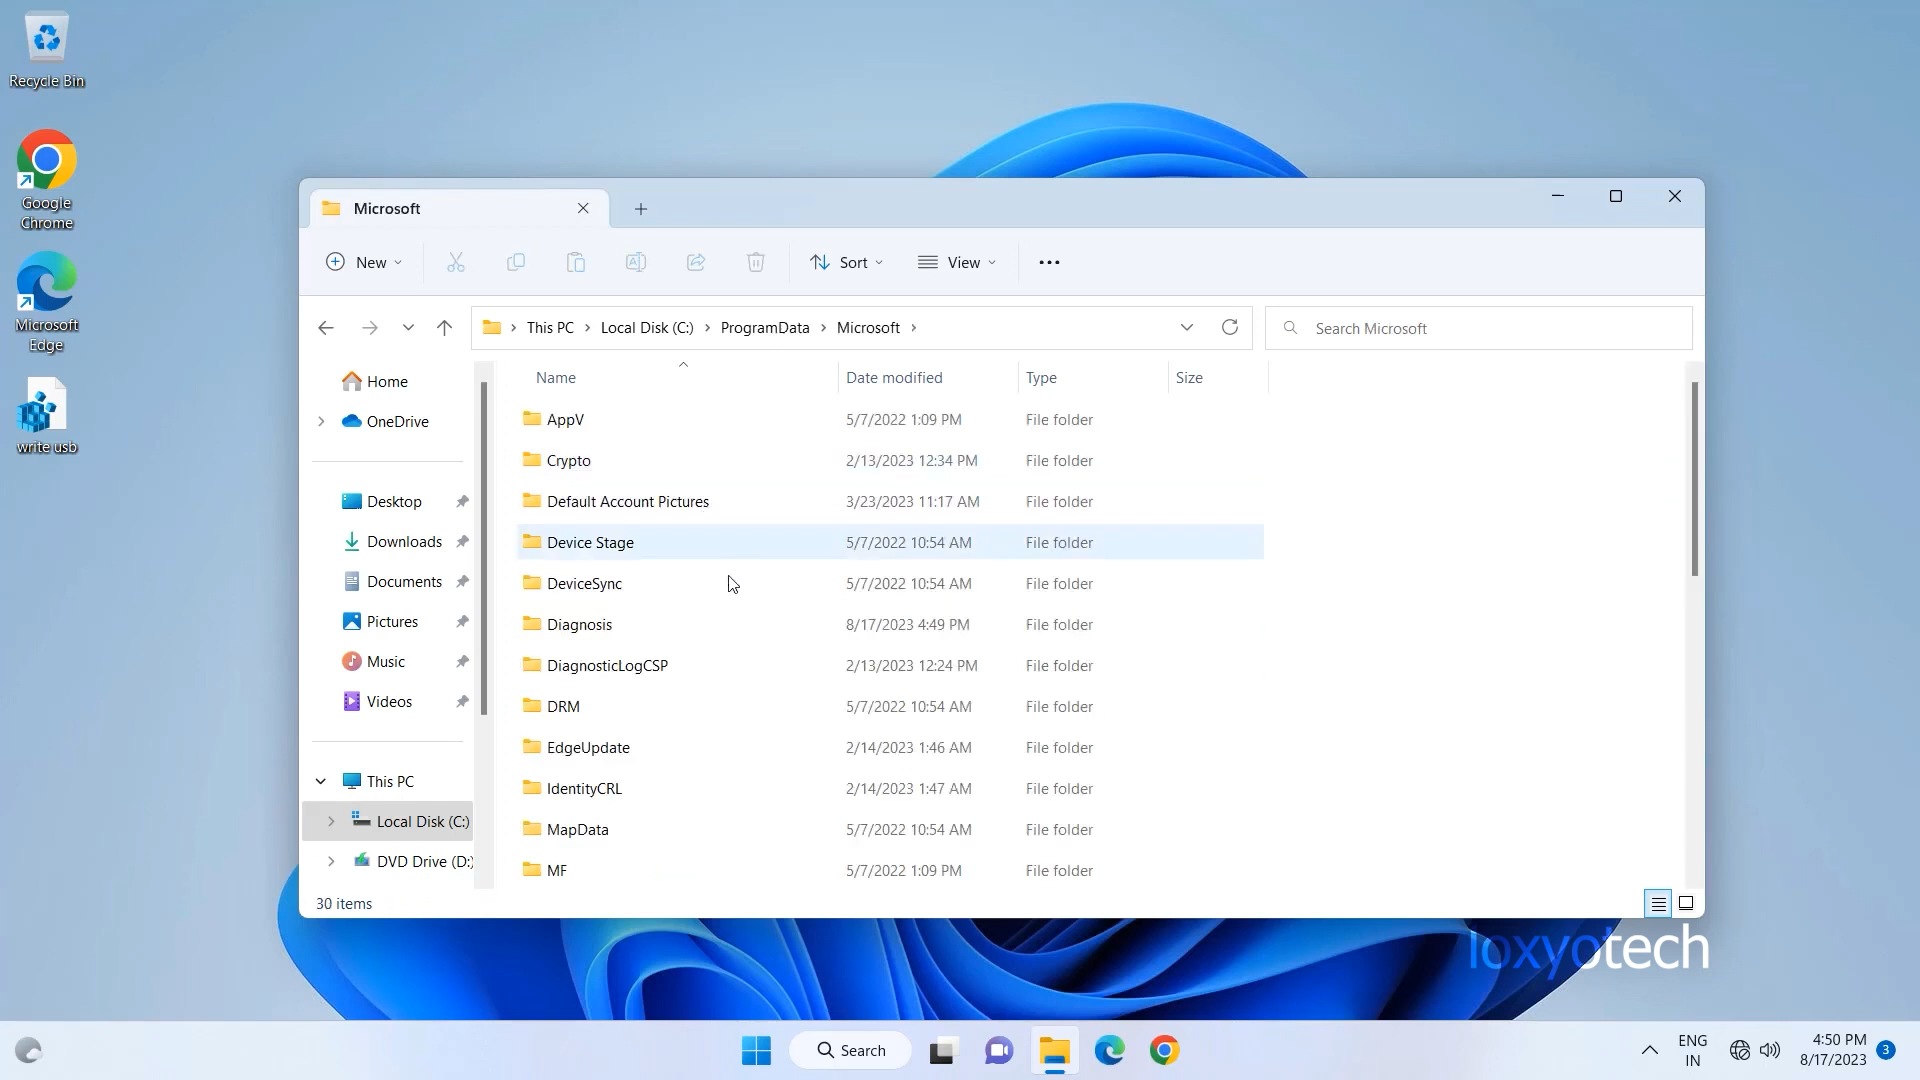 Recycle Bin
Google
Chrome
Microsoft
Edge
write usb
Microsoft
New
Sort
View
This PC
Local Disk (C:)
ProgramData
Microsoft
Search Microsoft
Home
OneDrive
Desktop
Downloads
Documents
Pictures
Music
Videos
This PC
Local Disk (C:)
DVD Drive (D:)
Name Date modified Type Size
AppV 5/7/2022 1:09 PM File folder
Crypto 2/13/2023 12:34 PM File folder
Default Account Pictures 3/23/2023 11:17 AM File folder
Device Stage 5/7/2022 10:54 AM File folder
DeviceSync 5/7/2022 10:54 AM File folder
Diagnosis 8/17/2023 4:49 PM File folder
DiagnosticLogCSP 2/13/2023 12:24 PM File folder
DRM 5/7/2022 10:54 AM File folder
EdgeUpdate 2/14/2023 1:46 AM File folder
IdentityCRL 2/14/2023 1:47 AM File folder
MapData 5/7/2022 10:54 AM File folder
MF 5/7/2022 1:09 PM File folder
30 items
loxyotech
Search
ENG
IN
4:50 PM
8/17/2023
3